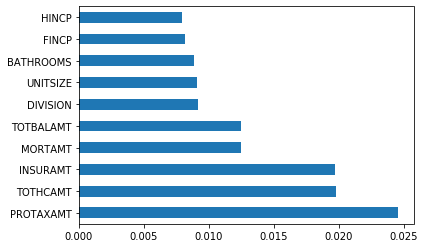 HINCP
FINCP
BATHROOMS
UNITSIZE
DIVISION
TOTBALAMT
MORTAMT
INSURAMT
TOTHCAMT
PROTAXAMT
0.000 0.005 0.010 0.015 0.020 0.025